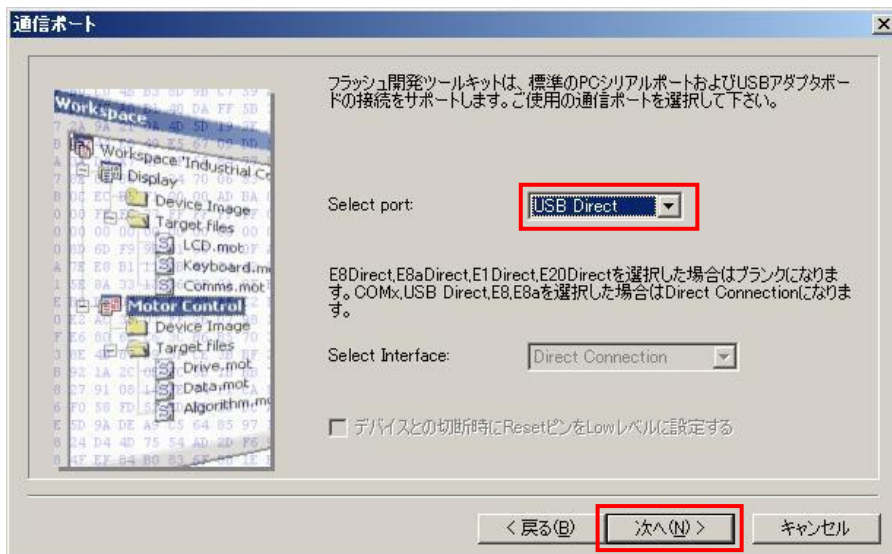 通信ポート
フラッシュ開発ツールキットは、標準のPCシリアルポートおよびUSBアダプタボー
ドの接続をサポートします。ご使用の通信ポートを選択して下さい。
Workspace
Workspace 'Industrial Co
Display
Device Image
Target files
LCD.mot
Keyboard.m
Comms.mot
Motor Control
Device Image
Target files
Drive.mot
Data.mot
Algorithm.mo
Select port:
USB Direct
E8Direct,E8aDirect,E1Direct,E20Directを選択した場合はブランクになりま
す。COMx,USB Direct,E8,E8aを選択した場合はDirect Connectionになりま
す。
Select Interface:
Direct Connection
デバイスとの切断時にResetピンをLowレベルに設定する
< 戻る(B)
次へ(N) >
キャンセル